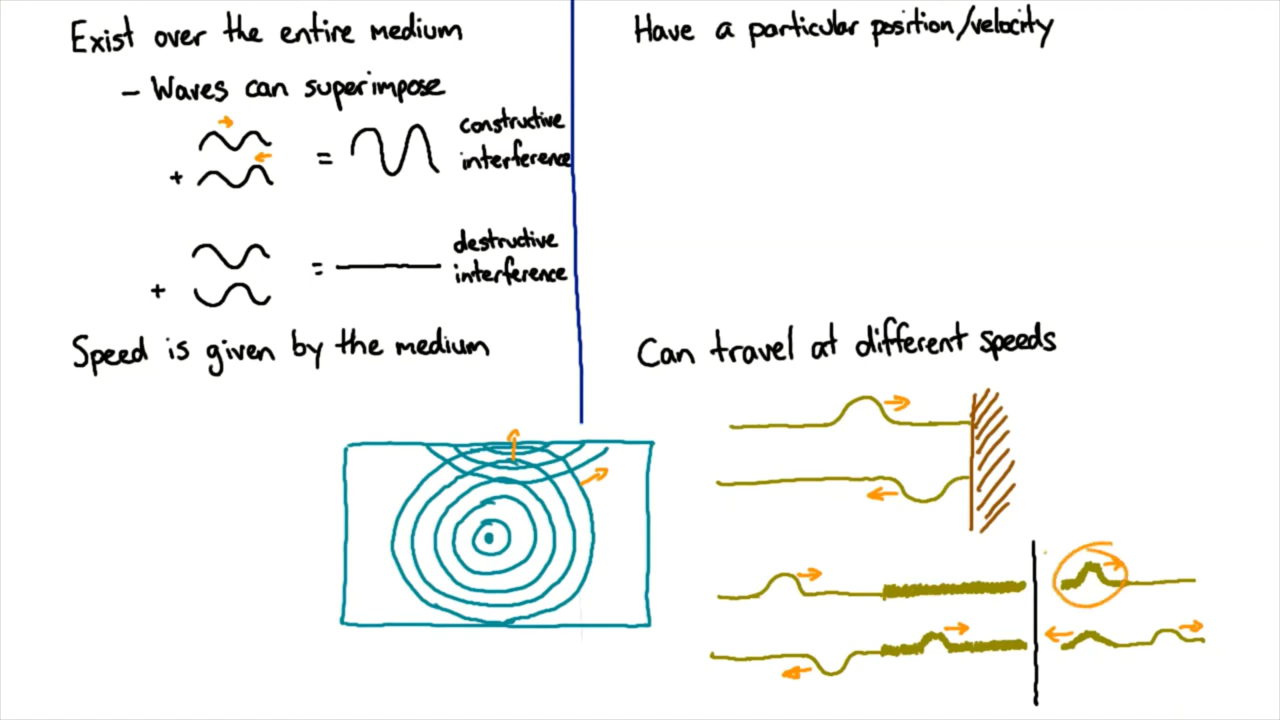 Exist over the entire medium
- Waves can superimpose
constructive
+ = interference
destructive
+ = interference
Speed is given by the medium
Have a particular position/velocity
Can travel at different speeds